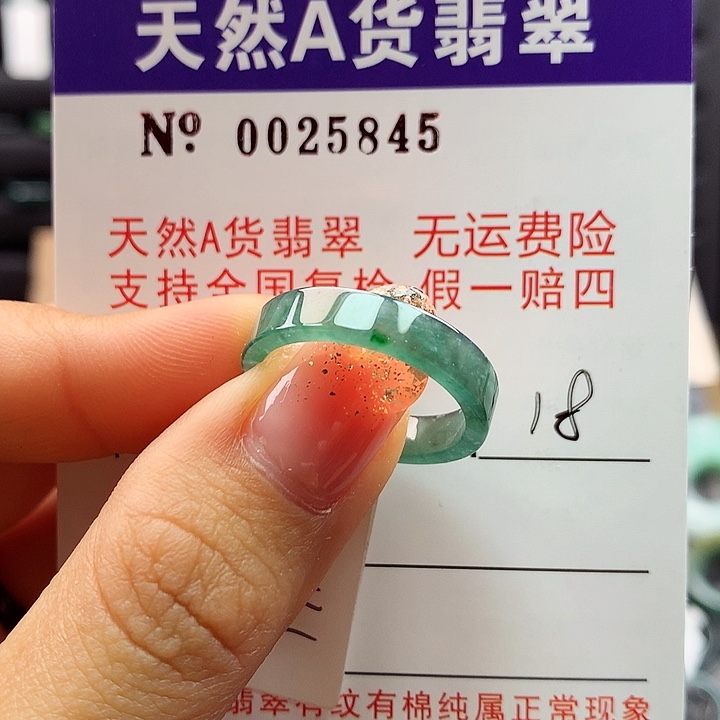 天然A货翡翠
Nº 0025845
天然A货翡翠 无运费险
支持全国复检 假一赔四
18
翡翠有纹有棉纯属正常现象